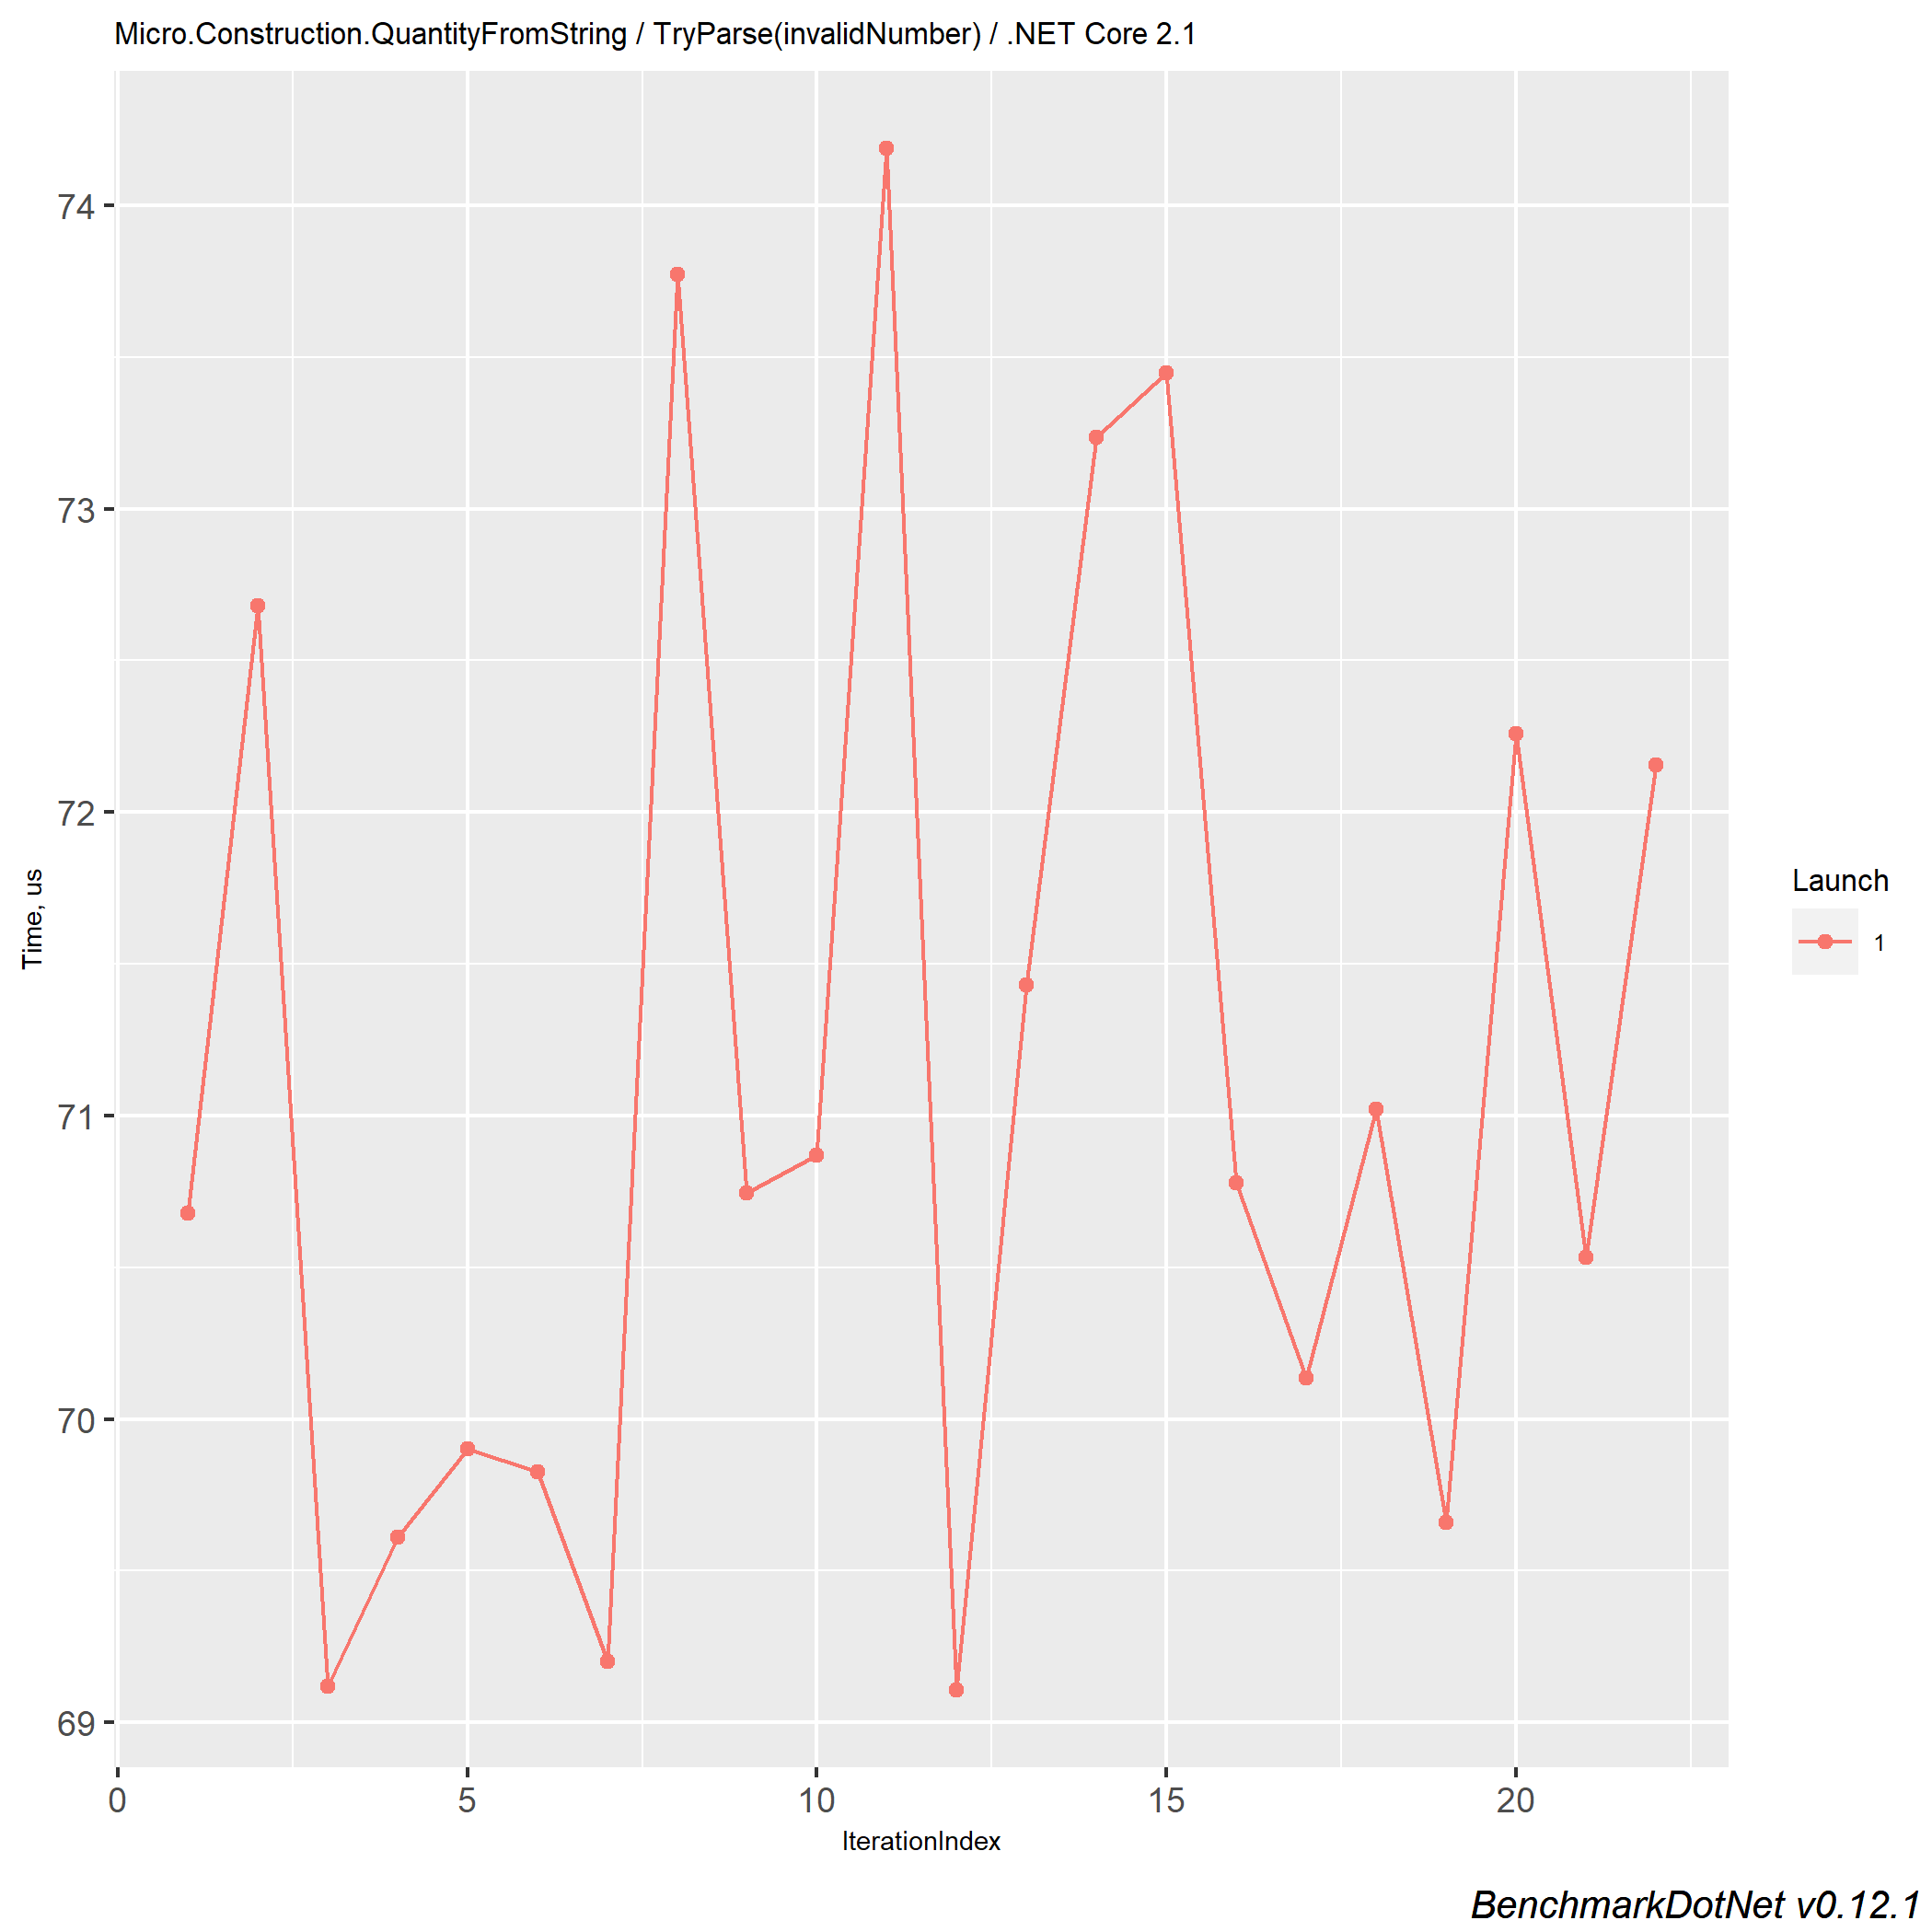 Micro.Construction.QuantityFromString / TryParse(invalidNumber) / .NET Core 2.1
74
73
72
71
70
69
Time, us
0 5 10 15 20
IterationIndex
Launch
1
BenchmarkDotNet v0.12.1